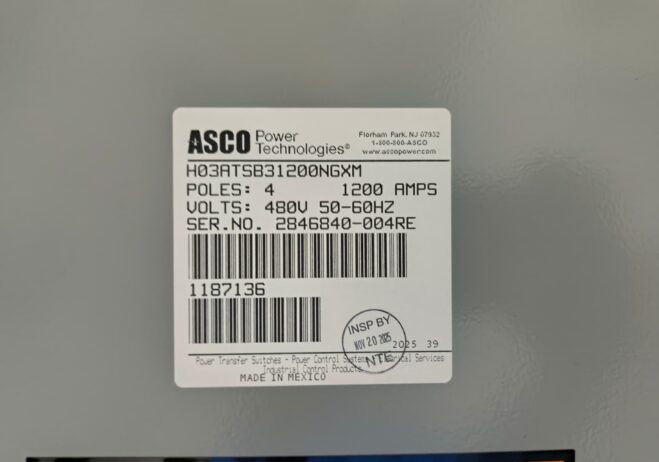 ASCO Power Technologies®
Florham Park, NJ 07932
1-800-800-ASCO
www.ascopower.com
H03ATSB31200NGXM
POLES: 4 1200 AMPS
VOLTS: 480V 50-60HZ
SER.NO. 2846840-004RE
1187136
INSP BY
NOV 20 2025
NTE
2025 39
Power Transfer Switches - Power Control Systems Services
Industrial Control Products
MADE IN MEXICO